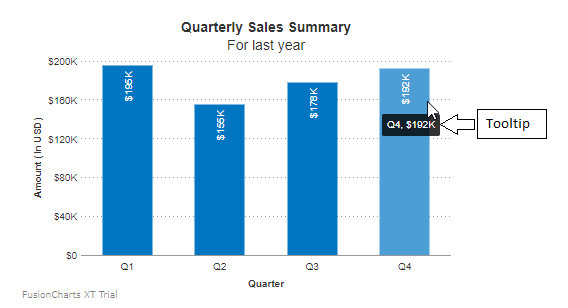 Quarterly Sales Summary
For last year
$200K
$160K
$120K
$80K
$40K
$0
Amount ( In USD )
$195K
$155K
$178K
$192K
Q4, $192K
Tooltip
Q1 Q2 Q3 Q4
Quarter
FusionCharts XT Trial